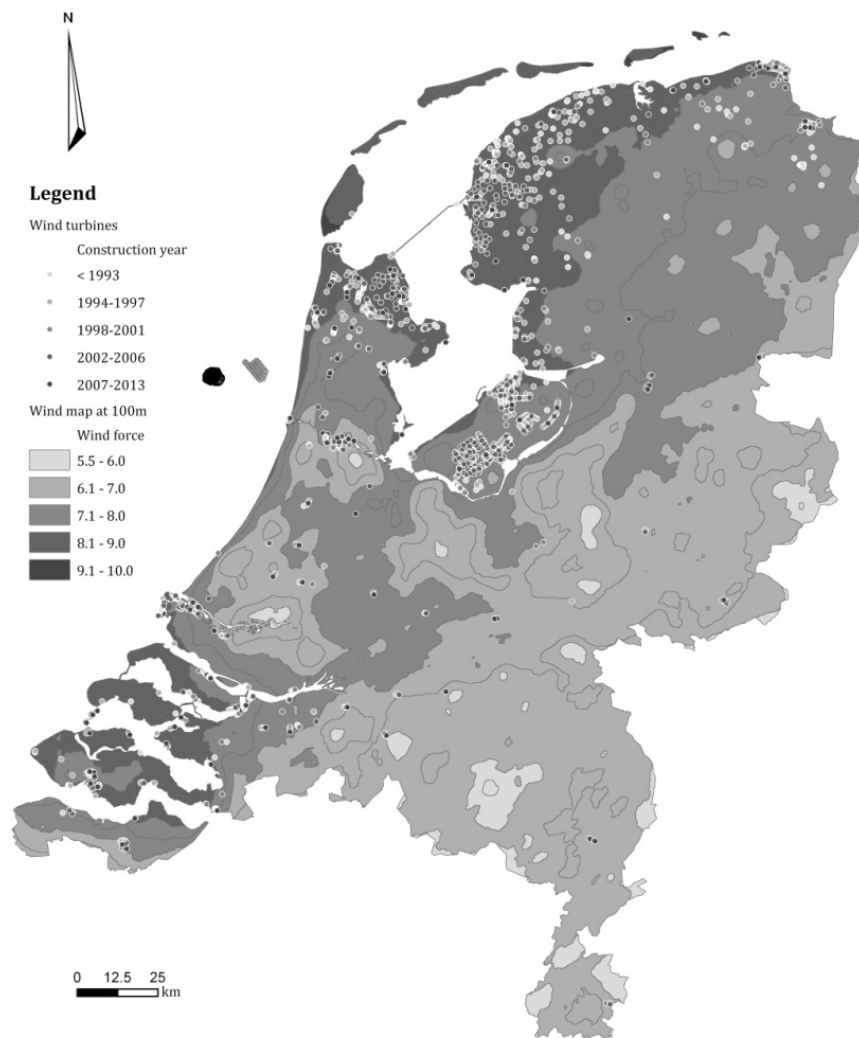 N
Legend
Wind turbines
Construction year
< 1993
1994-1997
1998-2001
2002-2006
2007-2013
Wind map at 100m
Wind force
5.5 - 6.0
6.1 - 7.0
7.1 - 8.0
8.1 - 9.0
9.1 - 10.0
0 12.5 25
km